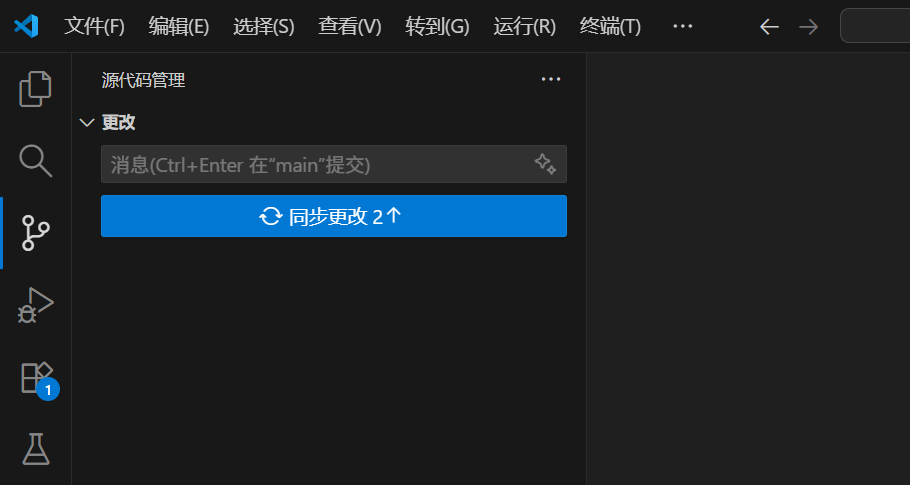 文件(F) 编辑(E) 选择(S) 查看(V) 转到(G) 运行(R) 终端(T) ···
源代码管理 ···
更改
消息(Ctrl+Enter 在“main”提交)
同步更改 2↑
1